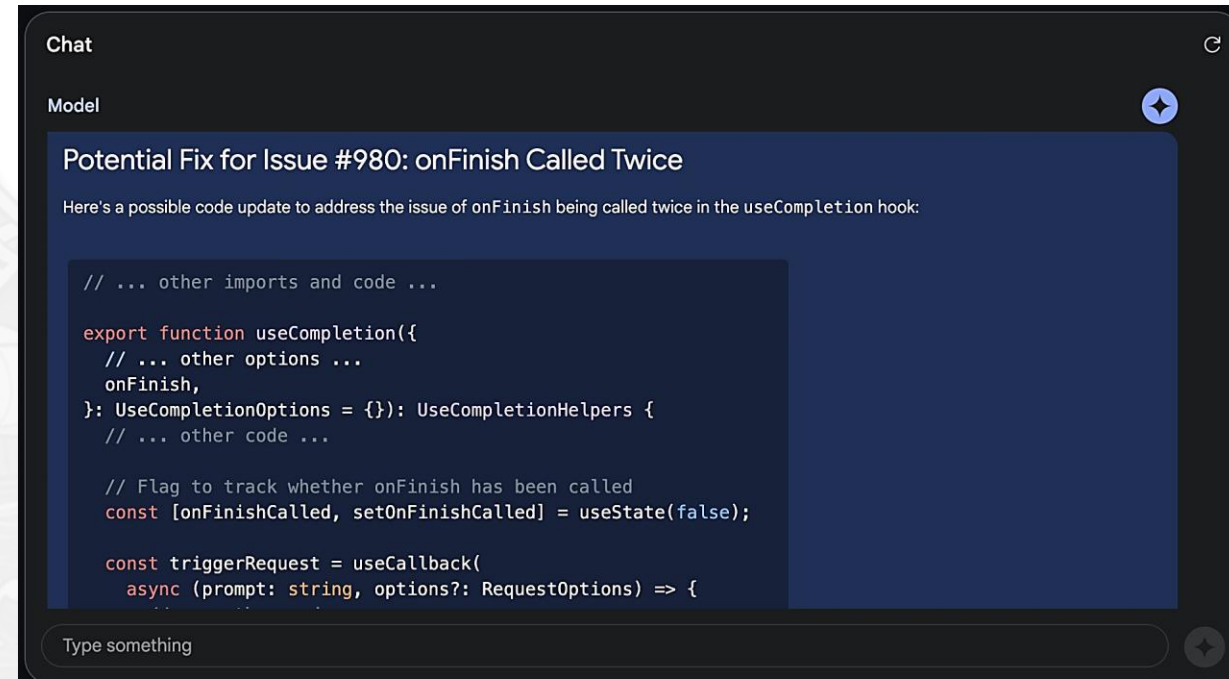 Chat
Model
Potential Fix for Issue #980: onFinish Called Twice
Here's a possible code update to address the issue of onFinish being called twice in the useCompletion hook:
// ... other imports and code ...
export function useCompletion({
// ... other options ...
onFinish,
}: UseCompletionOptions = {}): UseCompletionHelpers {
// ... other code ...
// Flag to track whether onFinish has been called
const [onFinishCalled, setOnFinishCalled] = useState(false);
const triggerRequest = useCallback(
async (prompt: string, options?: RequestOptions) => {
Type something